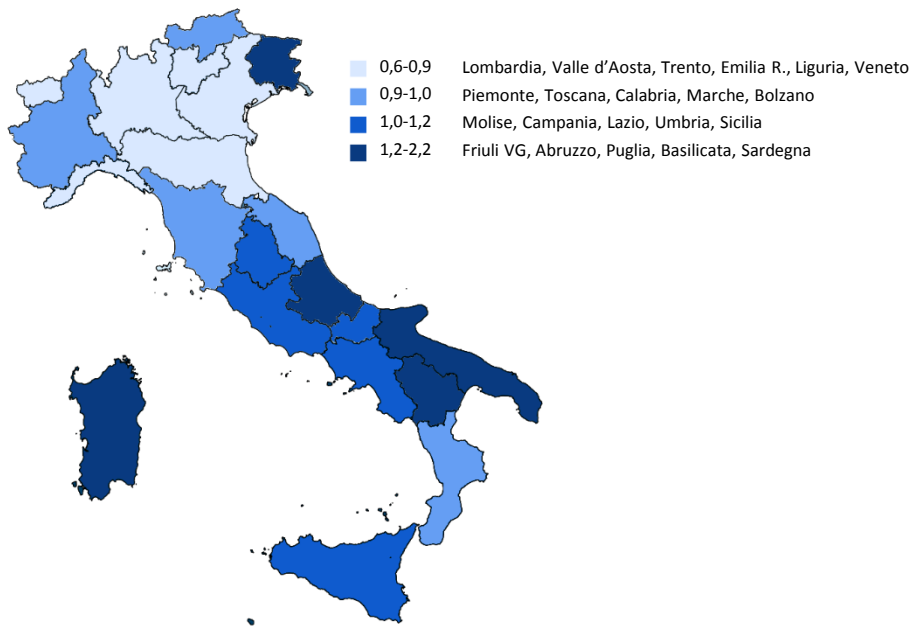 0,6-0,9 Lombardia, Valle d’Aosta, Trento, Emilia R., Liguria, Veneto
0,9-1,0 Piemonte, Toscana, Calabria, Marche, Bolzano
1,0-1,2 Molise, Campania, Lazio, Umbria, Sicilia
1,2-2,2 Friuli VG, Abruzzo, Puglia, Basilicata, Sardegna